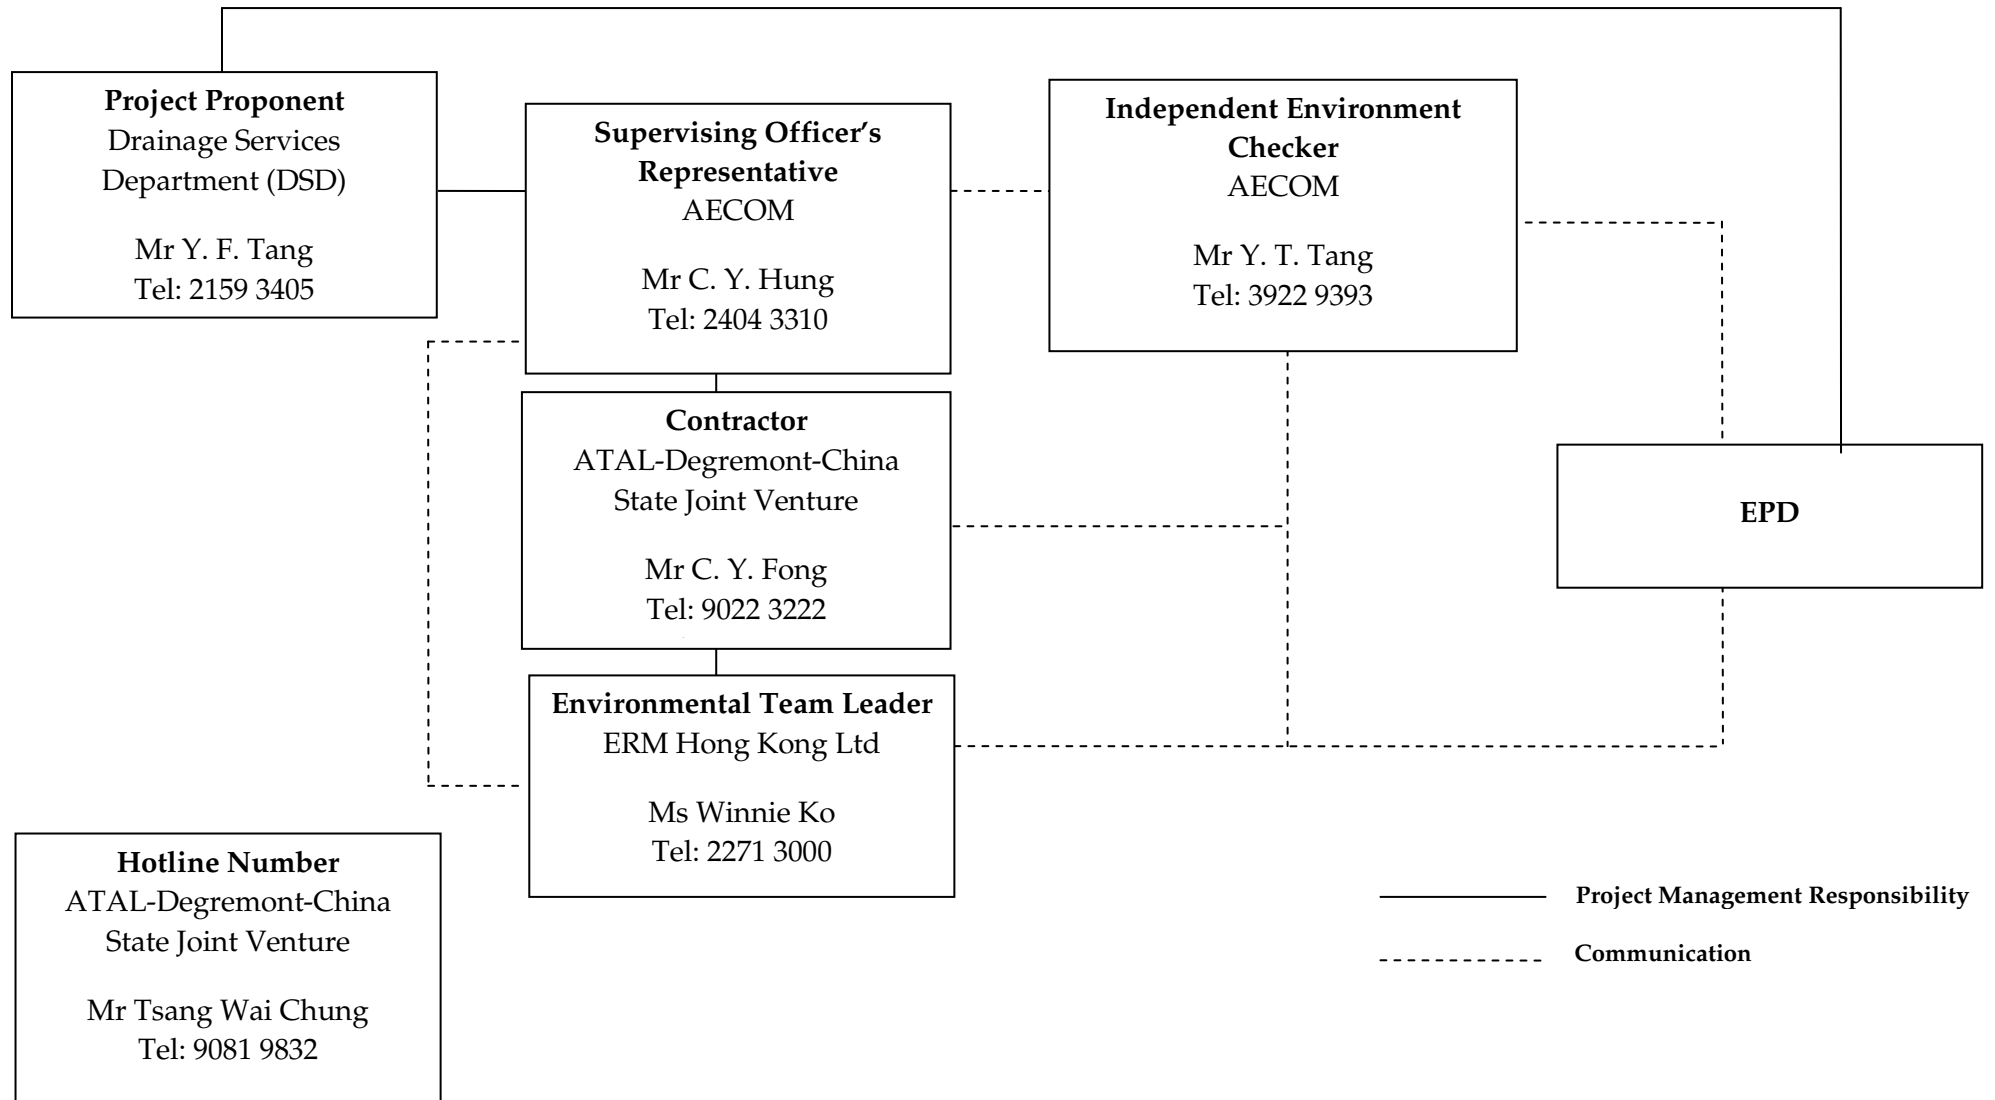 Project Proponent
Drainage Services
Department (DSD)
Mr Y. F. Tang
Tel: 2159 3405
Supervising Officer’s
Representative
AECOM
Mr C. Y. Hung
Tel: 2404 3310
Independent Environment
Checker
AECOM
Mr Y. T. Tang
Tel: 3922 9393
Contractor
ATAL-Degremont-China
State Joint Venture
Mr C. Y. Fong
Tel: 9022 3222
EPD
Environmental Team Leader
ERM Hong Kong Ltd
Ms Winnie Ko
Tel: 2271 3000
Hotline Number
ATAL-Degremont-China
State Joint Venture
Mr Tsang Wai Chung
Tel: 9081 9832
Project Management Responsibility
Communication